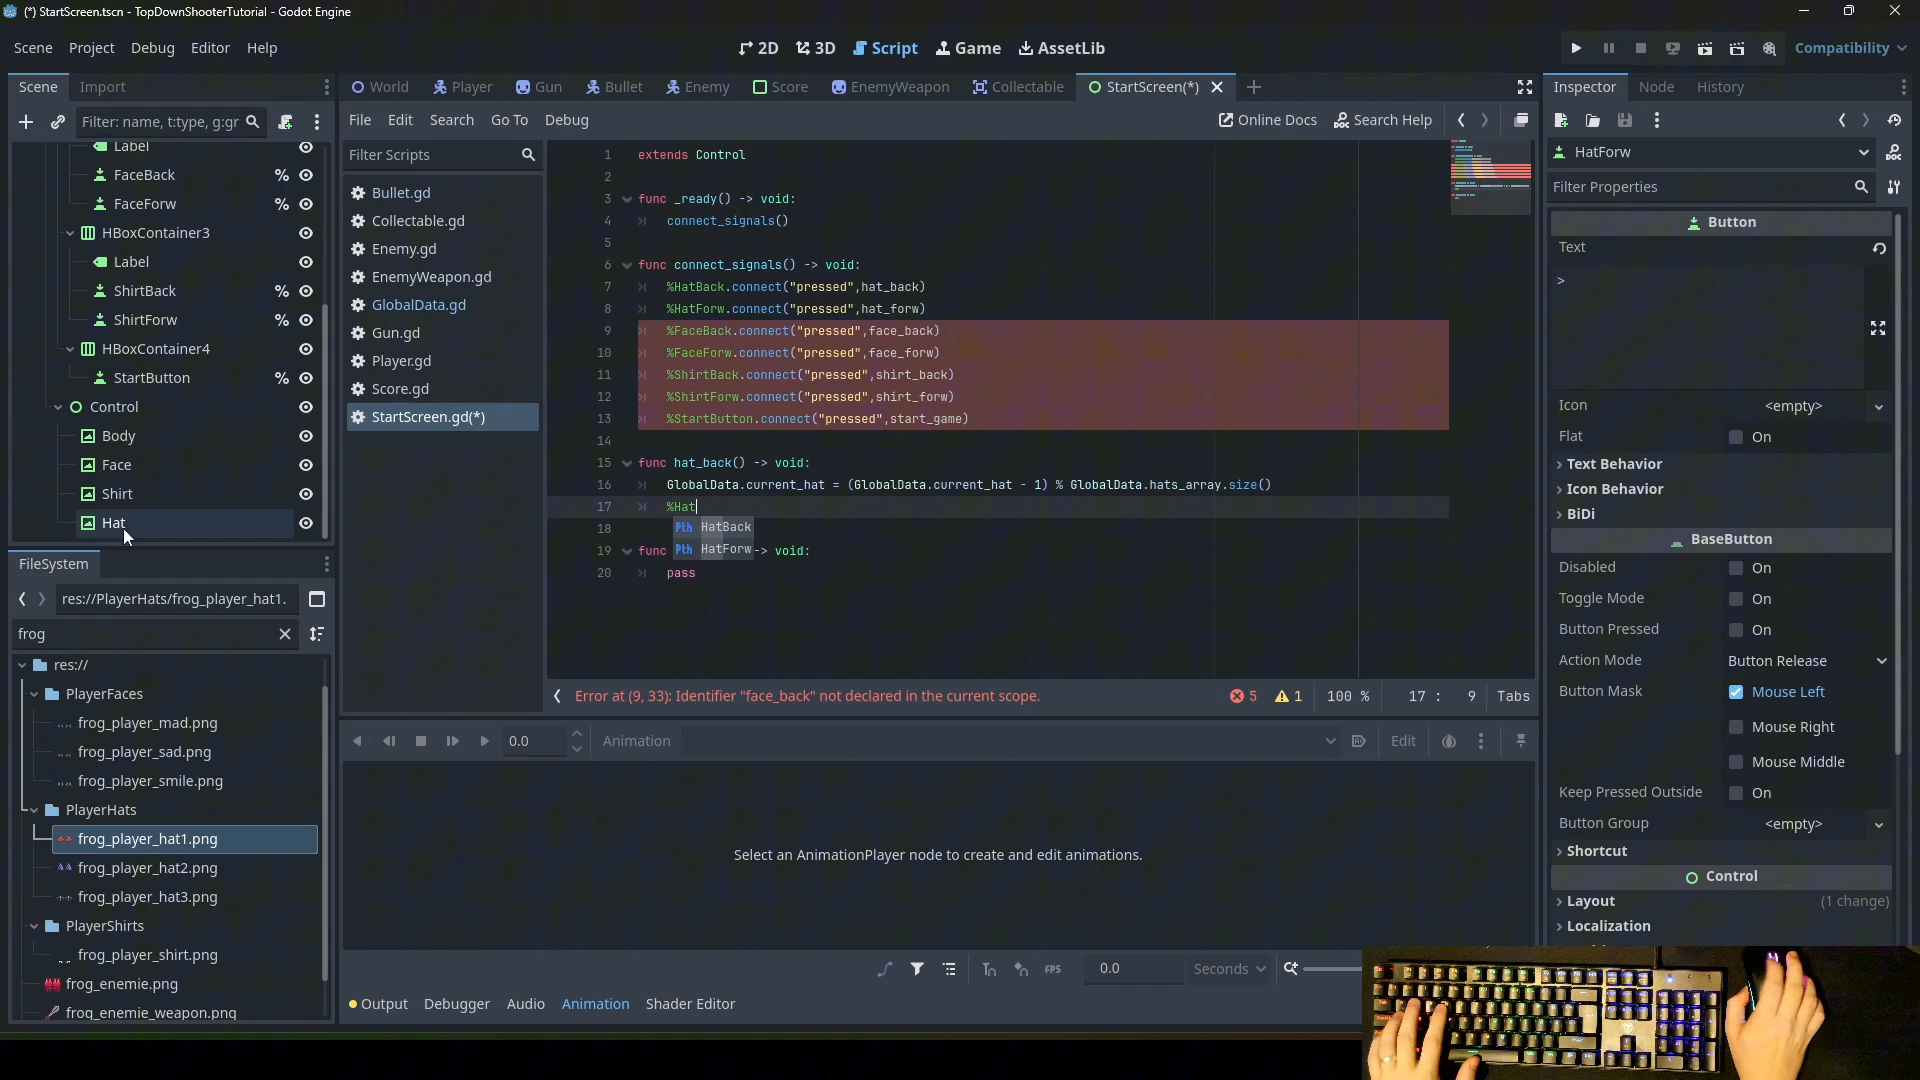 (*) StartScreen.tscn - TopDownShooterTutorial - Godot Engine
Scene Project Debug Editor Help
2D 3D Script Game AssetLib
Compatibility
Scene Import
World Player Gun Bullet Enemy Score EnemyWeapon Collectable StartScreen(*)
Inspector Node History
Filter: name, t:type, g:gr
File Edit Search Go To Debug
Online Docs Search Help
Label
FaceBack %
FaceForw %
HBoxContainer3
Label
ShirtBack %
ShirtForw %
HBoxContainer4
StartButton %
Control
Body
Face
Shirt
Hat
Filter Scripts
Bullet.gd
Collectable.gd
Enemy.gd
EnemyWeapon.gd
GlobalData.gd
Gun.gd
Player.gd
Score.gd
StartScreen.gd(*)
1 extends Control
2
3 func _ready() -> void:
4 connect_signals()
5
6 func connect_signals() -> void:
7 %HatBack.connect("pressed",hat_back)
8 %HatForw.connect("pressed",hat_forw)
9 %FaceBack.connect("pressed",face_back)
10 %FaceForw.connect("pressed",face_forw)
11 %ShirtBack.connect("pressed",shirt_back)
12 %ShirtForw.connect("pressed",shirt_forw)
13 %StartButton.connect("pressed",start_game)
14
15 func hat_back() -> void:
16 GlobalData.current_hat = (GlobalData.current_hat - 1) % GlobalData.hats_array.size()
17 %Hat
Pth HatBack
18
19 func Pth HatForw -> void:
20 pass
Error at (9, 33): Identifier "face_back" not declared in the current scope.
5 1 100 % 17 : 9 Tabs
HatForw
Filter Properties
Button
Text
>
Icon <empty>
Flat On
Text Behavior
Icon Behavior
BiDi
BaseButton
Disabled On
Toggle Mode On
Button Pressed On
Action Mode Button Release
Button Mask Mouse Left
Mouse Right
Mouse Middle
Keep Pressed Outside On
Button Group <empty>
Shortcut
Control
Layout (1 change)
Localization
FileSystem
res://PlayerHats/frog_player_hat1.
frog
res://
PlayerFaces
frog_player_mad.png
frog_player_sad.png
frog_player_smile.png
PlayerHats
frog_player_hat1.png
frog_player_hat2.png
frog_player_hat3.png
PlayerShirts
frog_player_shirt.png
frog_enemie.png
frog_enemie_weapon.png
0.0 Animation Edit
Select an AnimationPlayer node to create and edit animations.
FPS 0.0 Seconds
Output Debugger Audio Animation Shader Editor